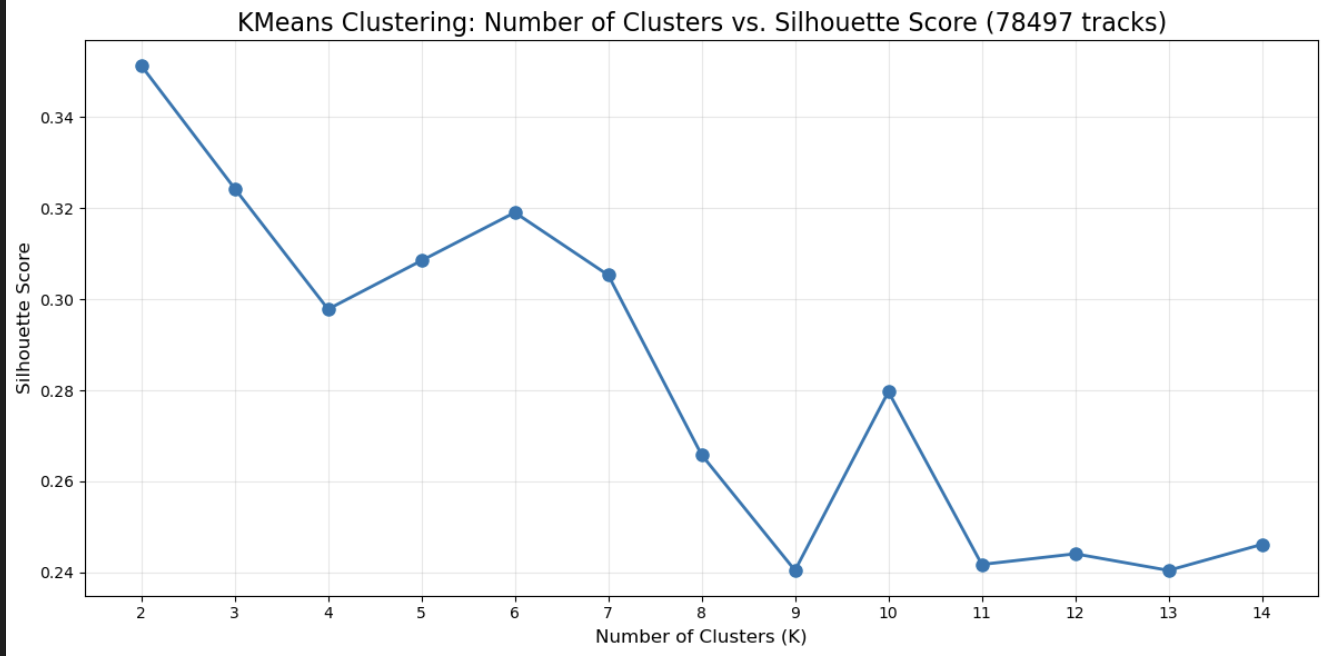 KMeans Clustering: Number of Clusters vs. Silhouette Score (78497 tracks)
Silhouette Score
0.34
0.32
0.30
0.28
0.26
0.24
2 3 4 5 6 7 8 9 10 11 12 13 14
Number of Clusters (K)